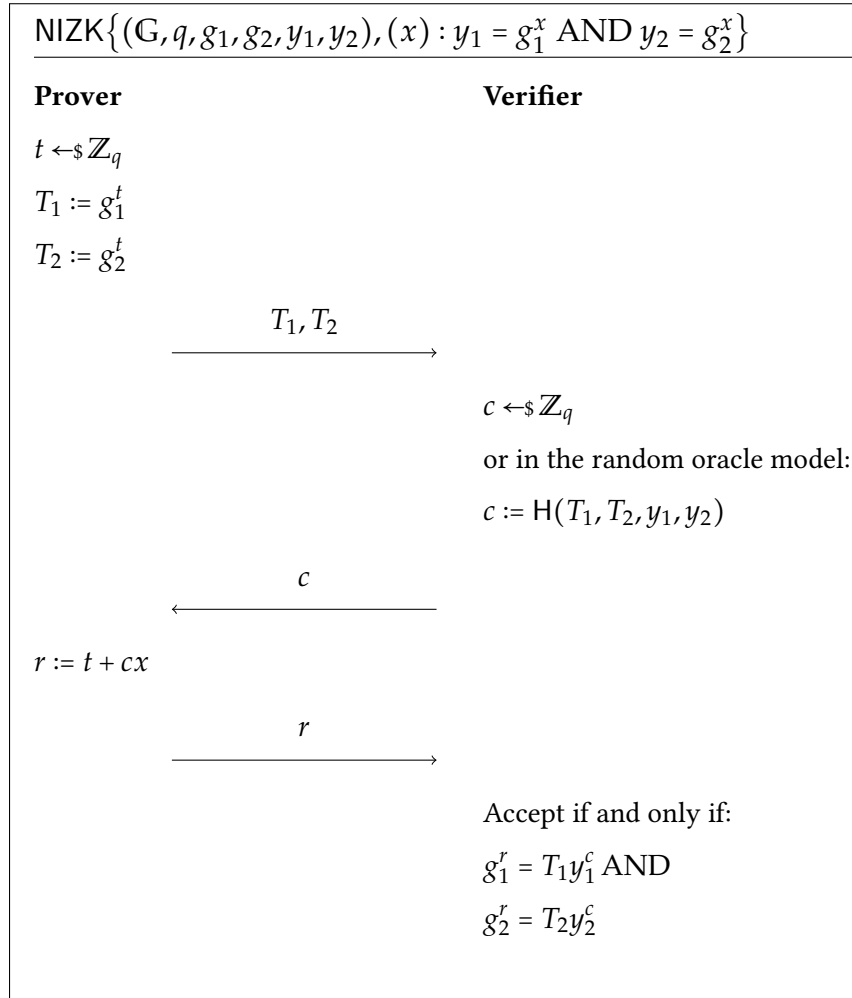 NIZK{(𝔾, q, g₁, g₂, y₁, y₂), (x) : y₁ = g₁ˣ AND y₂ = g₂ˣ}
Prover Verifier
t ←$ ℤ_q
T₁ := g₁ᵗ
T₂ := g₂ᵗ
T₁, T₂
c ←$ ℤ_q
or in the random oracle model:
c := H(T₁, T₂, y₁, y₂)
c
r := t + cx
r
Accept if and only if:
g₁ʳ = T₁y₁ᶜ AND
g₂ʳ = T₂y₂ᶜ